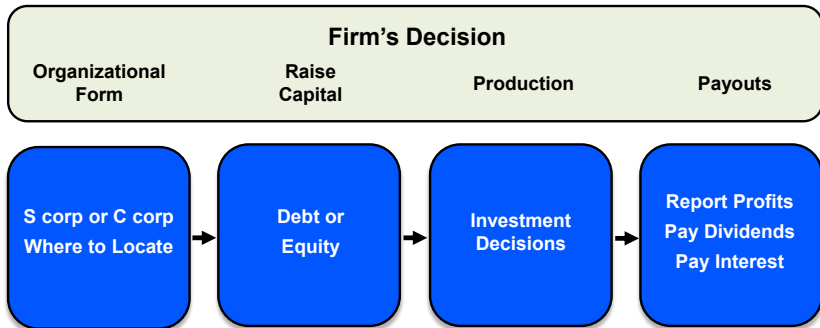 Firm's Decision
Organizational
Form
Raise
Capital
Production
Payouts
S corp or C corp
Where to Locate
Debt or
Equity
Investment
Decisions
Report Profits
Pay Dividends
Pay Interest